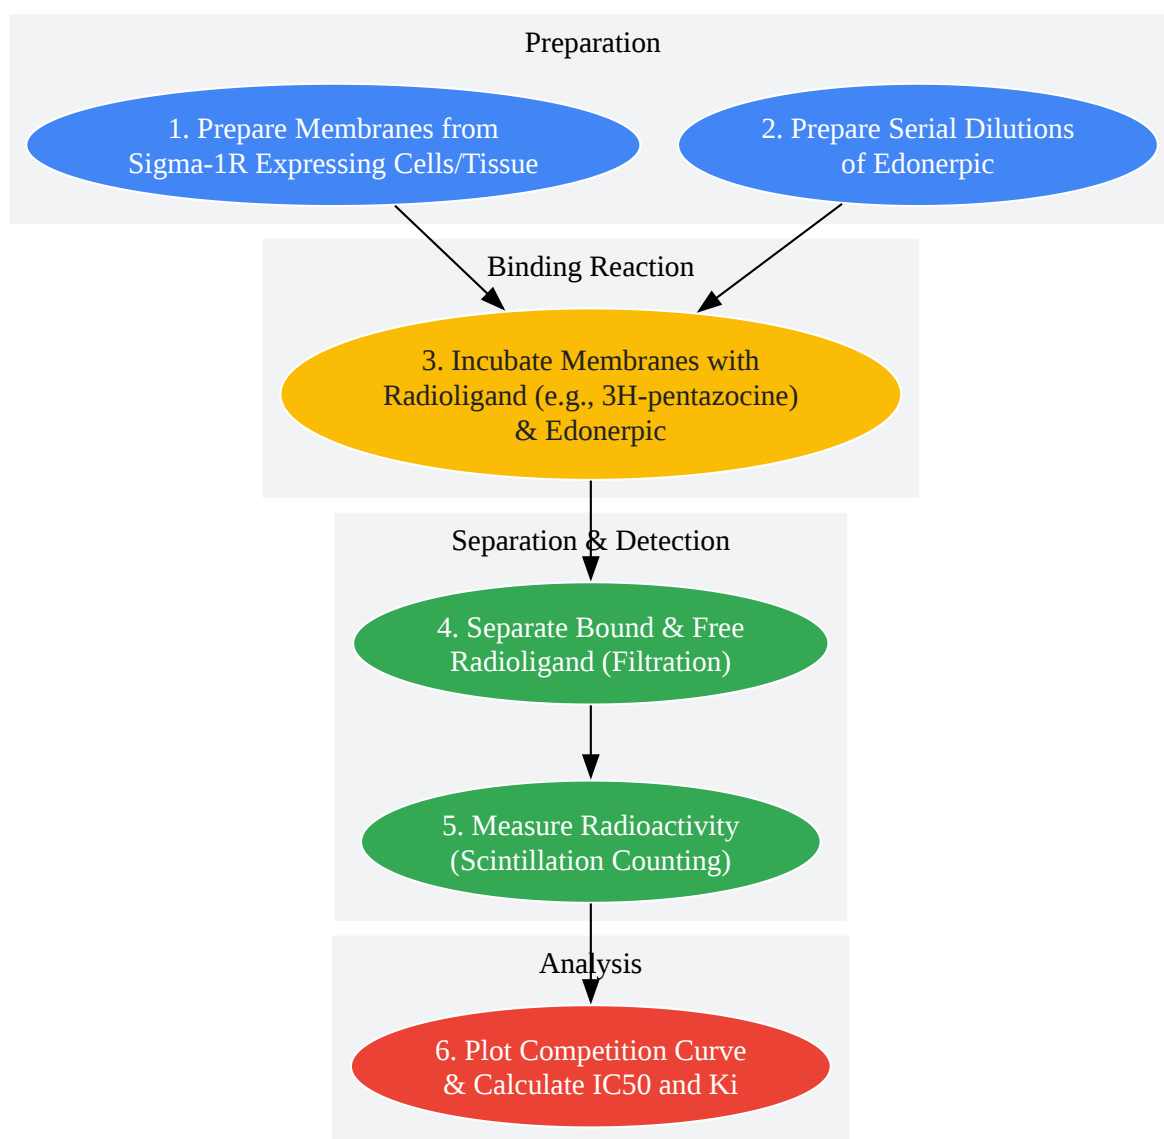 Preparation
1. Prepare Membranes from
Sigma-1R Expressing Cells/Tissue
2. Prepare Serial Dilutions
of Edonerpic
Binding Reaction
3. Incubate Membranes with
Radioligand (e.g., 3H-pentazocine)
& Edonerpic
Separation & Detection
4. Separate Bound & Free
Radioligand (Filtration)
5. Measure Radioactivity
(Scintillation Counting)
Analysis
6. Plot Competition Curve
& Calculate IC50 and Ki